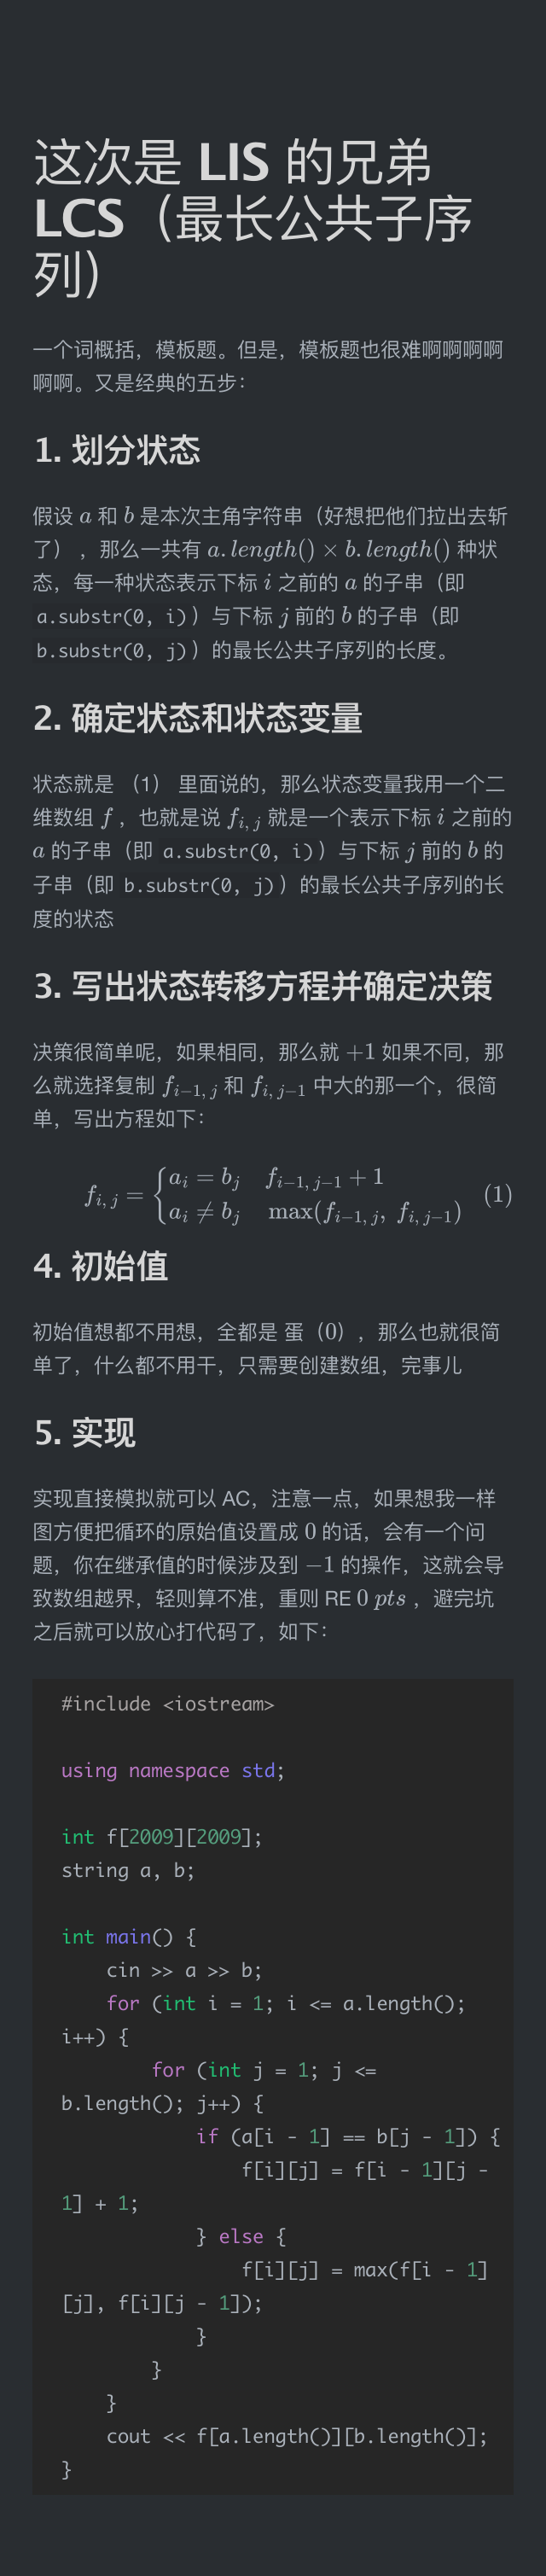 这次是 LIS 的兄弟
LCS（最长公共子序
列）
一个词概括，模板题。但是，模板题也很难啊啊啊啊
啊啊。又是经典的五步：
1. 划分状态
假设 a 和 b 是本次主角字符串（好想把他们拉出去斩
了） ，那么一共有 a.length() × b.length() 种状
态，每一种状态表示下标 i 之前的 a 的子串（即
a.substr(0, i)）与下标 j 前的 b 的子串（即
b.substr(0, j)）的最长公共子序列的长度。
2. 确定状态和状态变量
状态就是 （1） 里面说的，那么状态变量我用一个二
维数组 f ，也就是说 f_{i,j} 就是一个表示下标 i 之前的
a 的子串（即 a.substr(0, i)）与下标 j 前的 b 的
子串（即 b.substr(0, j)）的最长公共子序列的长
度的状态
3. 写出状态转移方程并确定决策
决策很简单呢，如果相同，那么就 +1 如果不同，那
么就选择复制 f_{i−1,j} 和 f_{i,j−1} 中大的那一个，很简
单，写出方程如下：
f_{i,j} = { a_i = b_j f_{i−1,j−1} + 1
a_i ≠ b_j max(f_{i−1,j}, f_{i,j−1}) (1)
4. 初始值
初始值想都不用想，全都是 蛋（0） ，那么也就很简
单了，什么都不用干，只需要创建数组，完事儿
5. 实现
实现直接模拟就可以 AC，注意一点，如果想我一样
图方便把循环的原始值设置成 0 的话，会有一个问
题，你在继承值的时候涉及到 −1 的操作，这就会导
致数组越界，轻则算不准，重则 RE 0 pts ，避完坑
之后就可以放心打代码了，如下：
#include <iostream>
using namespace std;
int f[2009][2009];
string a, b;
int main() {
    cin >> a >> b;
    for (int i = 1; i <= a.length();
i++) {
        for (int j = 1; j <=
b.length(); j++) {
            if (a[i - 1] == b[j - 1]) {
                f[i][j] = f[i - 1][j -
1] + 1;
            } else {
                f[i][j] = max(f[i - 1]
[j], f[i][j - 1]);
            }
        }
    }
    cout << f[a.length()][b.length()];
}